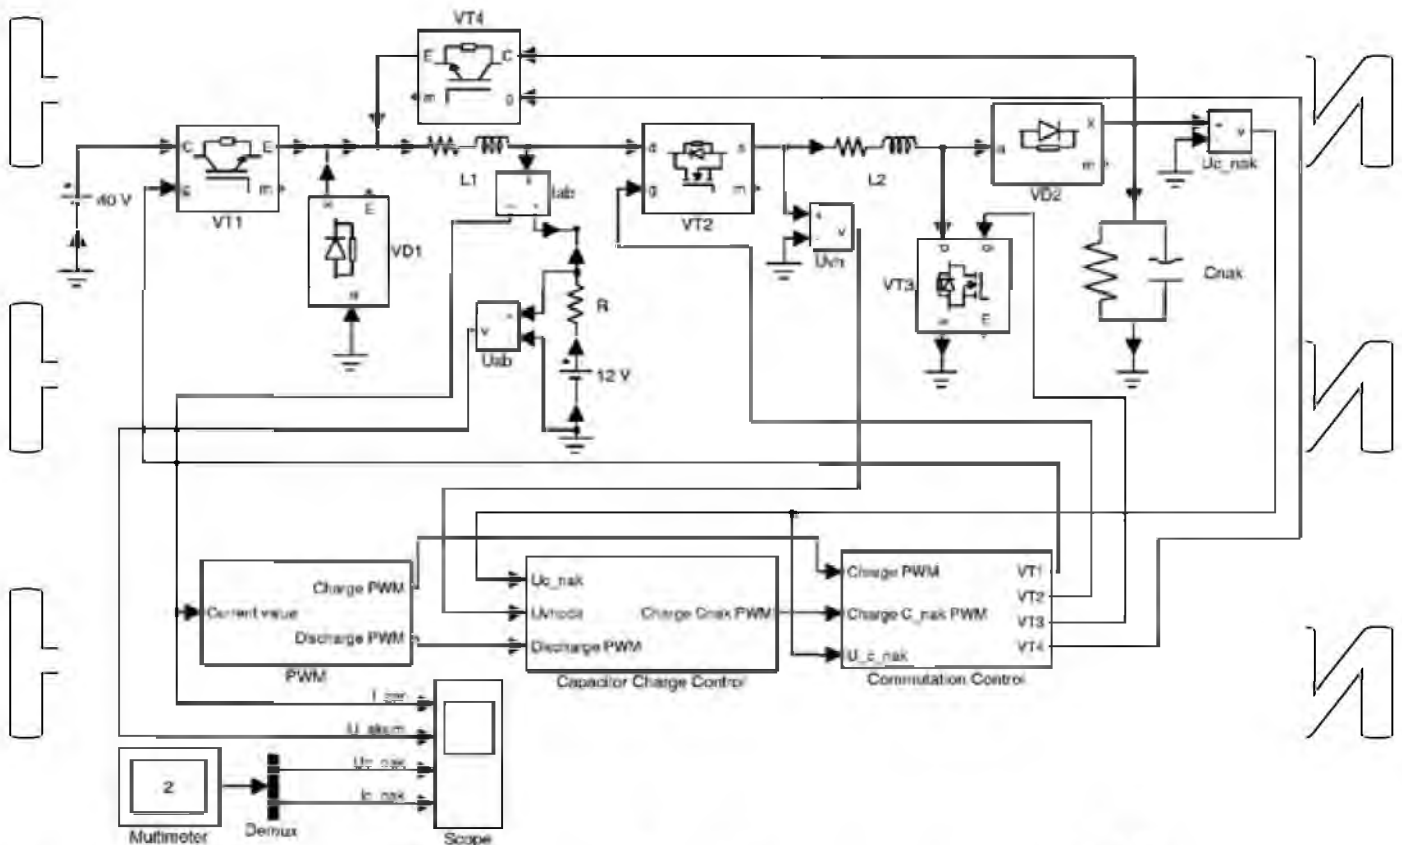 VT4
E
C
m
g
C
E
g
m
40 V
VT1
VD1
L1
Iab
d
s
g
m
VT2
L2
a
k
m
VD2
Uc_nak
v
Uvh
v
VT3
Cnak
R
Uab
v
12 V
Current value
Charge PWM
Discharge PWM
PWM
Uc_nak
Uvhoda
Discharge PWM
Charge Cnak PWM
Capacitor Charge Control
Charge PWM
Charge C_nak PWM
U_c_nak
VT1
VT2
VT3
VT4
Commutation Control
U_akkum
Uc_nak
Ic_nak
2
Multimeter
Demux
Scope